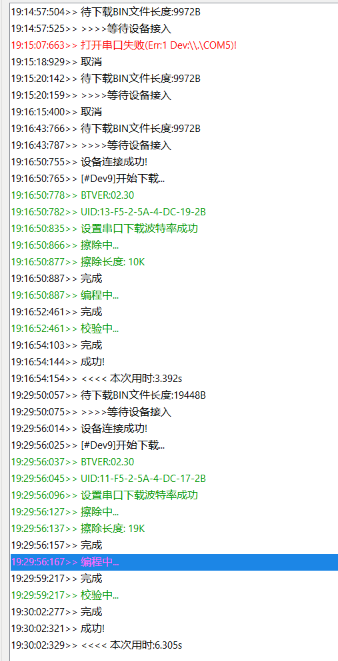 19:14:57:504>> 待下载BIN文件长度:9972B
19:14:57:525>> >>>>等待设备接入
19:15:07:663>> 打开串口失败(Err:1 Dev:\\.\COM5)!
19:15:18:929>> 取消
19:15:20:142>> 待下载BIN文件长度:9972B
19:15:20:159>> >>>>等待设备接入
19:16:15:400>> 取消
19:16:43:766>> 待下载BIN文件长度:9972B
19:16:43:787>> >>>>等待设备接入
19:16:50:755>> 设备连接成功!
19:16:50:765>> [#Dev9]开始下载...
19:16:50:778>> BTVER:02.30
19:16:50:782>> UID:13-F5-2-5A-4-DC-19-2B
19:16:50:835>> 设置串口下载波特率成功
19:16:50:866>> 擦除中...
19:16:50:877>> 擦除长度: 10K
19:16:50:887>> 完成
19:16:50:887>> 编程中...
19:16:52:461>> 完成
19:16:52:461>> 校验中...
19:16:54:103>> 完成
19:16:54:144>> 成功!
19:16:54:154>> <<<< 本次用时:3.392s
19:29:50:057>> 待下载BIN文件长度:19448B
19:29:50:075>> >>>>等待设备接入
19:29:56:014>> 设备连接成功!
19:29:56:025>> [#Dev9]开始下载...
19:29:56:037>> BTVER:02.30
19:29:56:045>> UID:11-F5-2-5A-4-DC-17-2B
19:29:56:096>> 设置串口下载波特率成功
19:29:56:127>> 擦除中...
19:29:56:137>> 擦除长度: 19K
19:29:56:157>> 完成
19:29:56:167>> 编程中...
19:29:59:217>> 完成
19:29:59:217>> 校验中...
19:30:02:277>> 完成
19:30:02:321>> 成功!
19:30:02:329>> <<<< 本次用时:6.305s